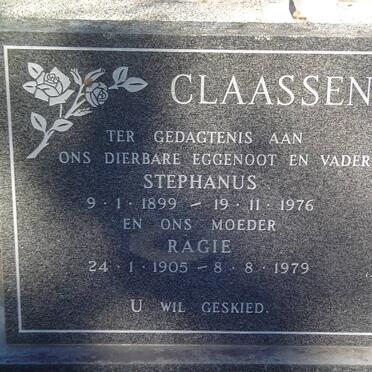 CLAASSEN
TER GEDAGTENIS AAN
ONS DIERBARE EGGENOOT EN VADER
STEPHANUS
9 · 1 · 1899 – 19 · 11 · 1976
EN ONS MOEDER
RAGIE
24 · 1 · 1905 – 8 · 8 · 1979
U WIL GESKIED.